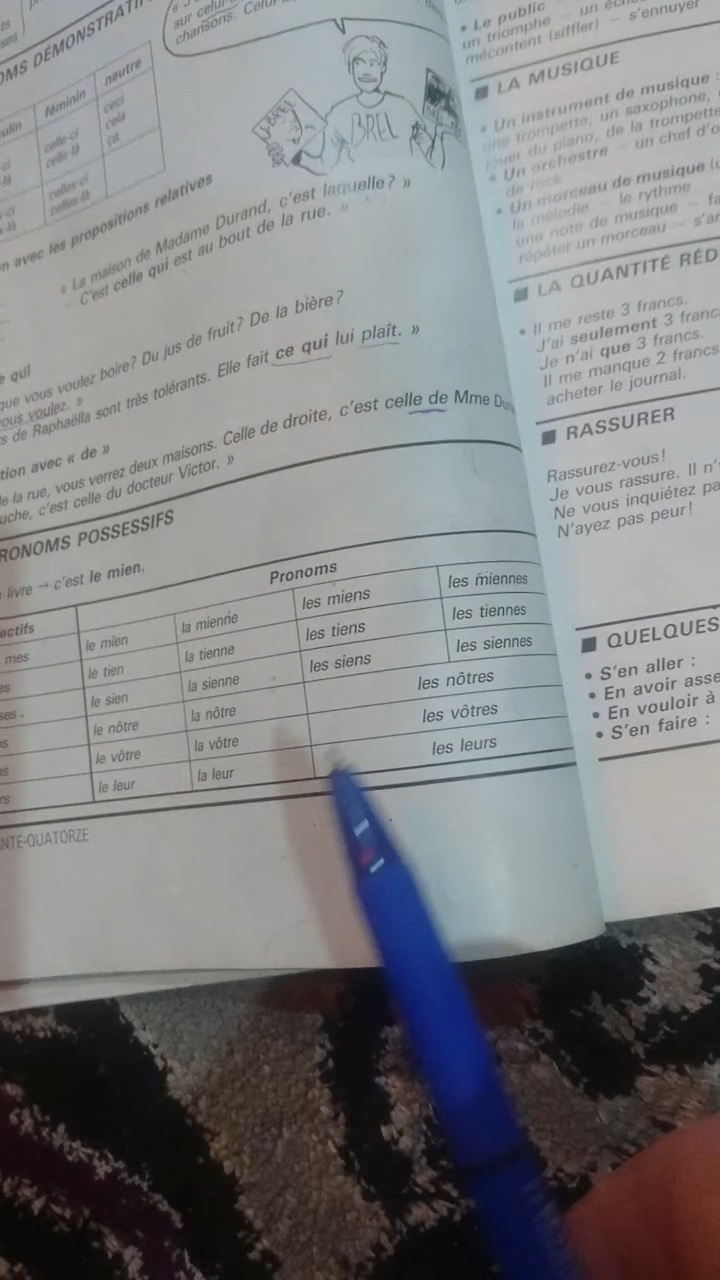 OMS DÉMONSTRATIF
féminin
neutre
celle-ci
celle-là
ceci
cela
ça
celles-ci
celles-là
sur celui
chansons. Celui
BREL
BREL
n avec les propositions relatives
« La maison de Madame Durand, c'est laquelle? »
– C'est celle qui est au bout de la rue. »
e qui
que vous voulez boire? Du jus de fruit? De la bière?
vous voulez. »
s de Raphaëlla sont très tolérants. Elle fait ce qui lui plaît. »
tion avec « de »
le la rue, vous verrez deux maisons. Celle de droite, c'est celle de Mme Du
uche, c'est celle du docteur Victor. »
RONOMS POSSESSIFS
livre → c'est le mien.
ectifs
Pronoms
mes
le mien
la mienne
les miens
les miennes
es
le tien
la tienne
les tiens
les tiennes
ses
le sien
la sienne
les siens
les siennes
s
le nôtre
la nôtre
les nôtres
s
le vôtre
la vôtre
les vôtres
rs
le leur
la leur
les leurs
NTE-QUATORZE
• Le public
un triomphe – un éc
mécontent (siffler) – s'ennuyer
■ LA MUSIQUE
• Un instrument de musique :
une trompette, un saxophone,
jouer du piano, de la trompette
• Un orchestre – un chef d'o
de rock
• Un morceau de musique (
la mélodie – le rythme
une note de musique – fa
répéter un morceau – s'a
■ LA QUANTITÉ RÉD
• Il me reste 3 francs.
J'ai seulement 3 franc
Je n'ai que 3 francs.
Il me manque 2 francs
acheter le journal.
■ RASSURER
Rassurez-vous!
Je vous rassure. Il n'
Ne vous inquiétez pa
N'ayez pas peur!
■ QUELQUES
• S'en aller :
• En avoir asse
• En vouloir à
• S'en faire :